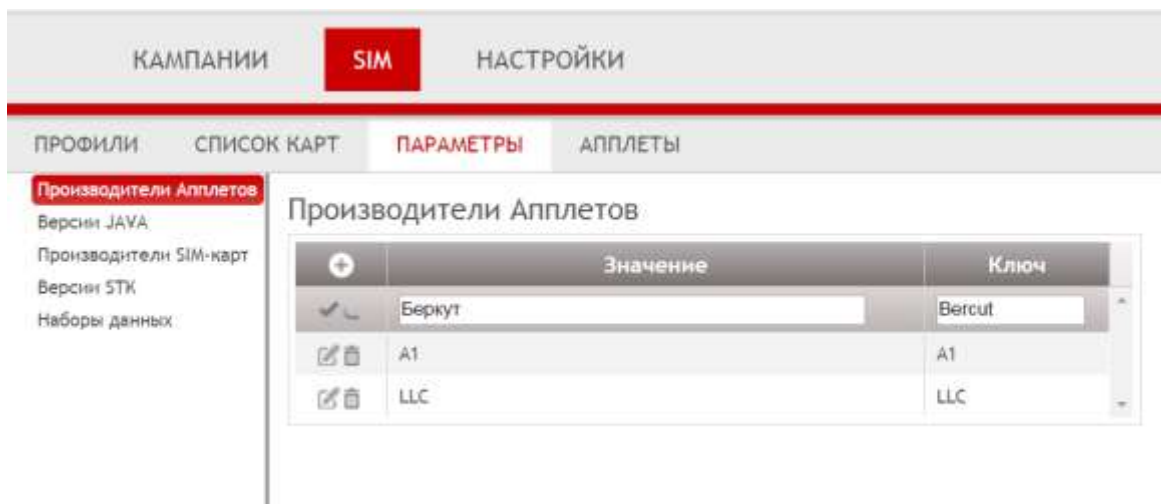 КАМПАНИИ SIM НАСТРОЙКИ
ПРОФИЛИ СПИСОК КАРТ ПАРАМЕТРЫ АППЛЕТЫ
Производители Апплетов
Версии JAVA
Производители SIM-карт
Версии STK
Наборы данных
Производители Апплетов
Значение Ключ
Беркут Bercut
A1 A1
LLC LLC